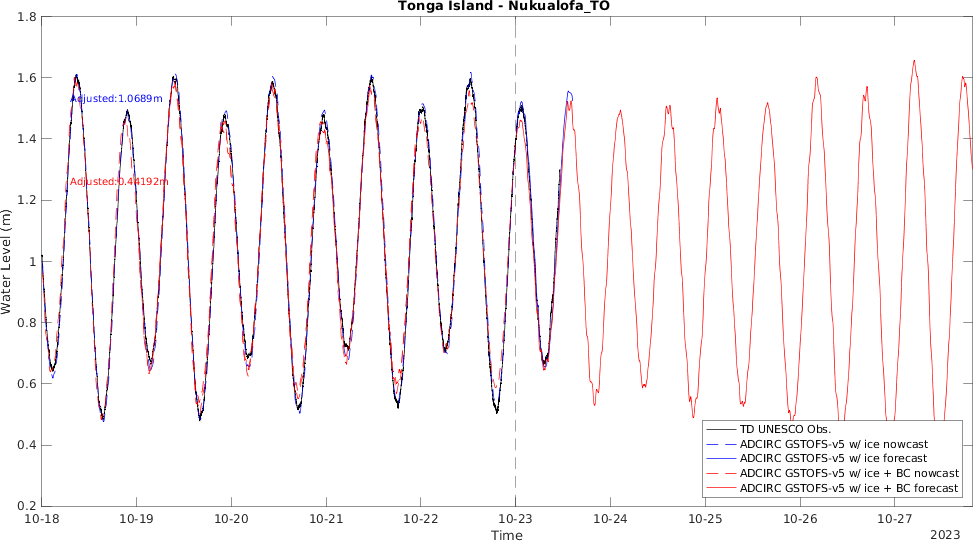 Tonga Island - Nukualofa_TO
1.8
1.6
1.4
1.2
1
0.8
0.6
0.4
0.2
Water Level (m)
Adjusted:1.0689m
Adjusted:0.44192m
TD UNESCO Obs.
ADCIRC GSTOFS-v5 w/ ice nowcast
ADCIRC GSTOFS-v5 w/ ice forecast
ADCIRC GSTOFS-v5 w/ ice + BC nowcast
ADCIRC GSTOFS-v5 w/ ice + BC forecast
10-18 10-19 10-20 10-21 10-22 10-23 10-24 10-25 10-26 10-27
Time
2023